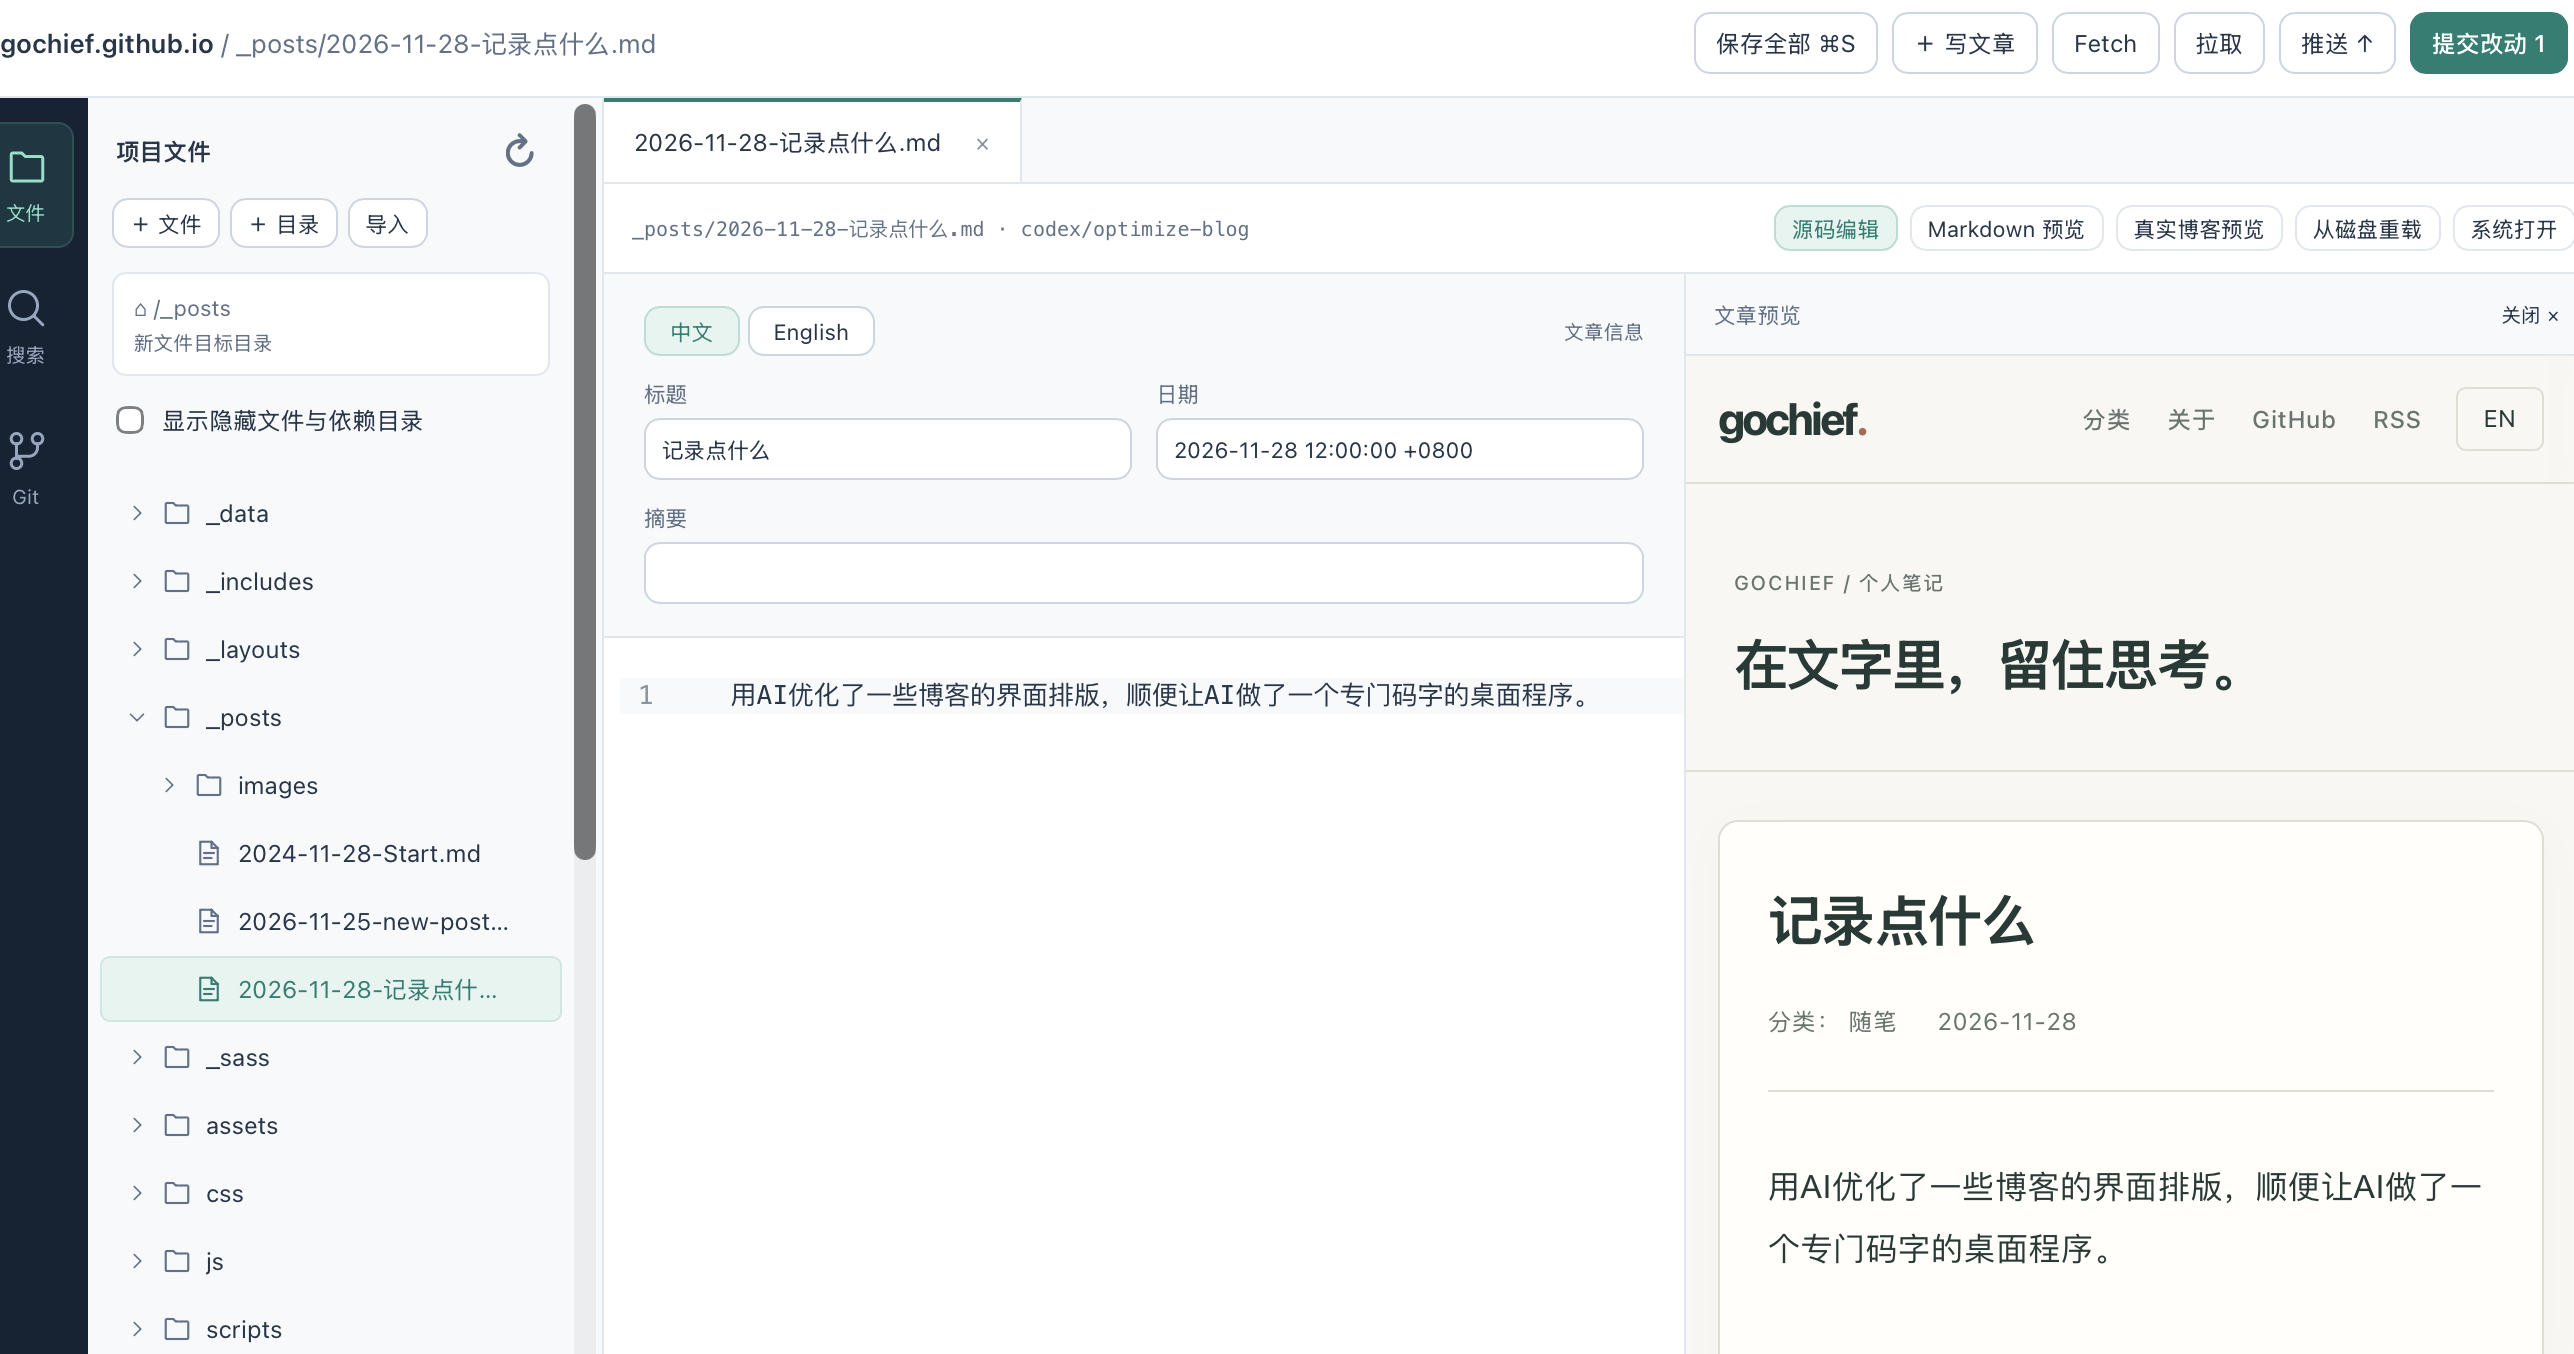 gochief.github.io / _posts/2026-11-28-记录点什么.md
保存全部 ⌘S
+ 写文章
Fetch
拉取
推送 ↑
提交改动 1
文件
搜索
Git
项目文件
+ 文件
+ 目录
导入
⌂ /_posts
新文件目标目录
显示隐藏文件与依赖目录
_data
_includes
_layouts
_posts
images
2024-11-28-Start.md
2026-11-25-new-post...
2026-11-28-记录点什...
_sass
assets
css
js
scripts
2026-11-28-记录点什么.md ×
_posts/2026-11-28-记录点什么.md · codex/optimize-blog
源码编辑
Markdown 预览
真实博客预览
从磁盘重载
系统打开
中文
English
文章信息
标题
日期
记录点什么
2026-11-28 12:00:00 +0800
摘要
1 用AI优化了一些博客的界面排版，顺便让AI做了一个专门码字的桌面程序。
文章预览
关闭 ×
gochief.
分类
关于
GitHub
RSS
EN
GOCHIEF / 个人笔记
在文字里，留住思考。
记录点什么
分类： 随笔 2026-11-28
用AI优化了一些博客的界面排版，顺便让AI做了一
个专门码字的桌面程序。